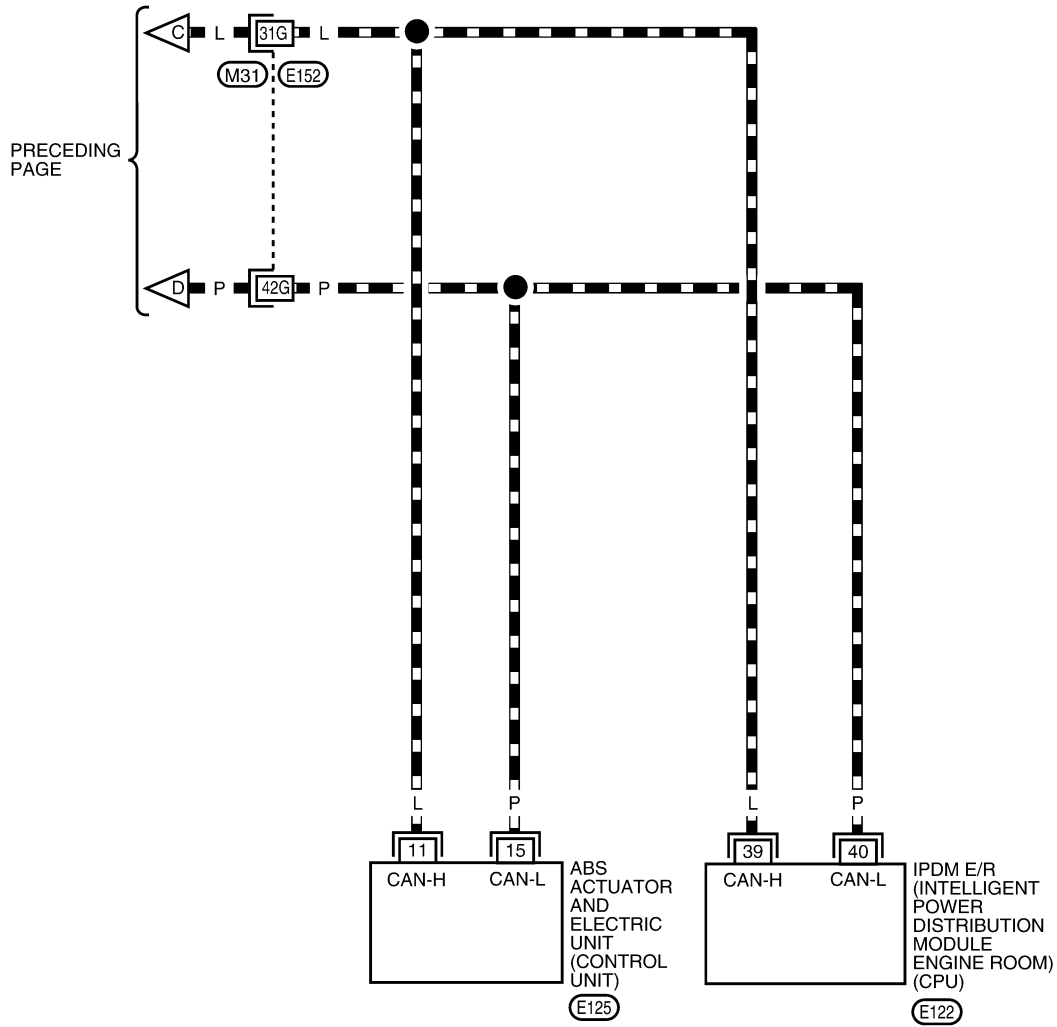 C L 31G L
M31 E152
PRECEDING
PAGE
D P 42G P
L P L P
11 15 39 40
CAN-H CAN-L
ABS
ACTUATOR
AND
ELECTRIC
UNIT
(CONTROL
UNIT)
E125
CAN-H CAN-L
IPDM E/R
(INTELLIGENT
POWER
DISTRIBUTION
MODULE
ENGINE ROOM)
(CPU)
E122